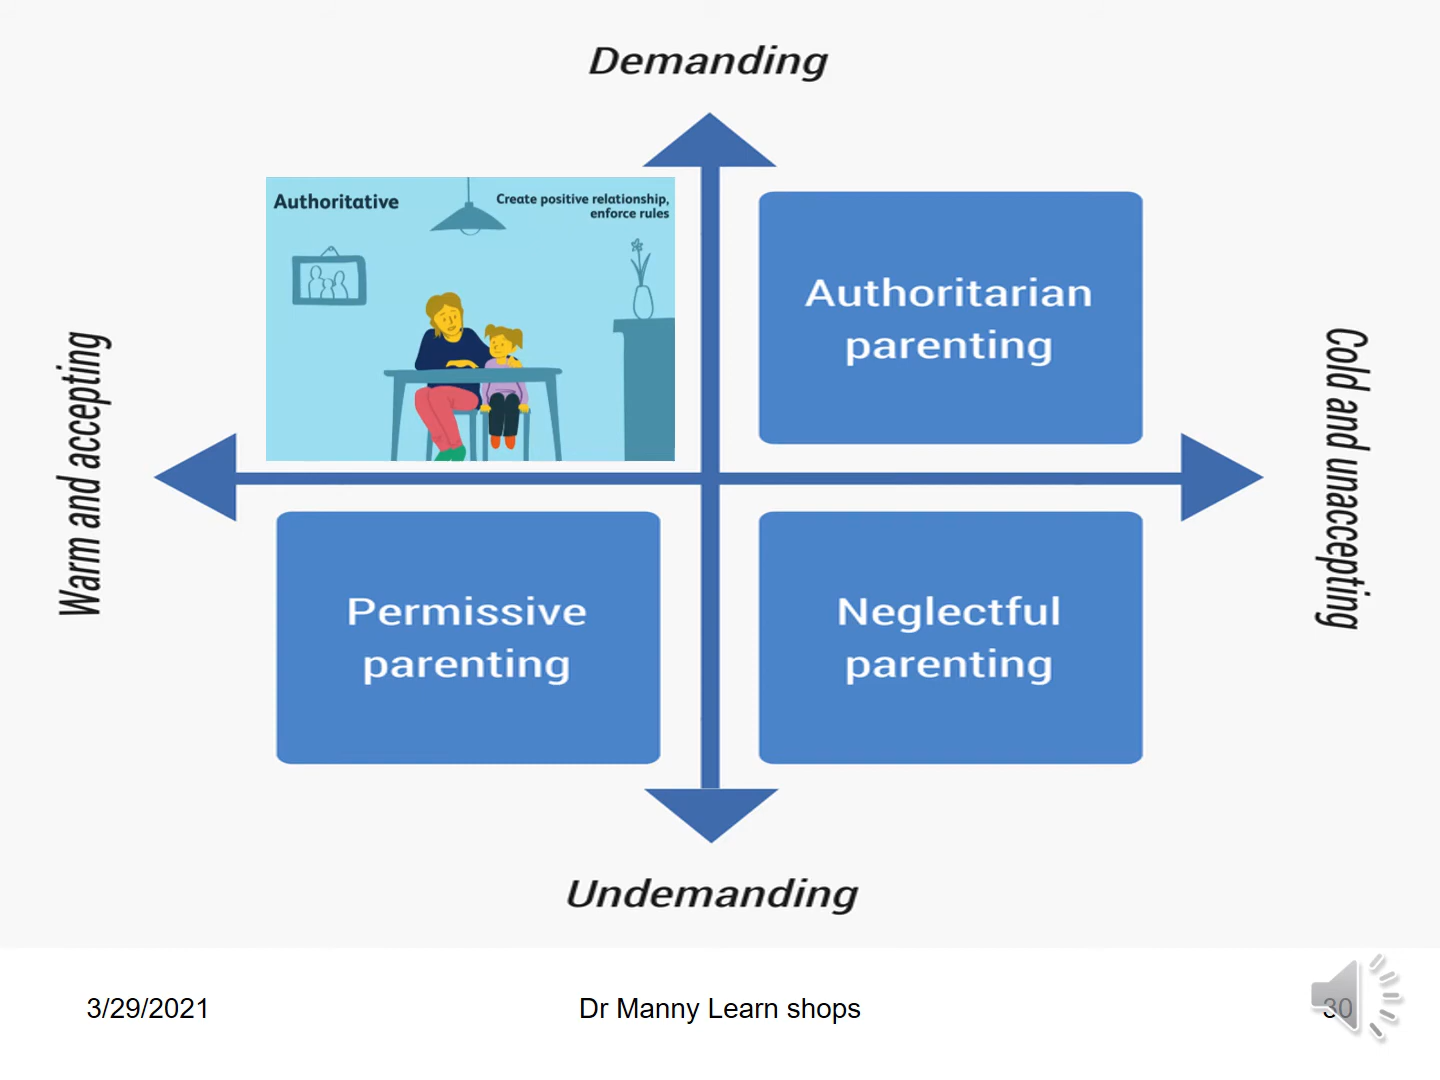 Demanding
Authoritative
Create positive relationship,
enforce rules
Authoritarian
parenting
Warm and accepting
Cold and unaccepting
Permissive
parenting
Neglectful
parenting
Undemanding
3/29/2021
Dr Manny Learn shops
30